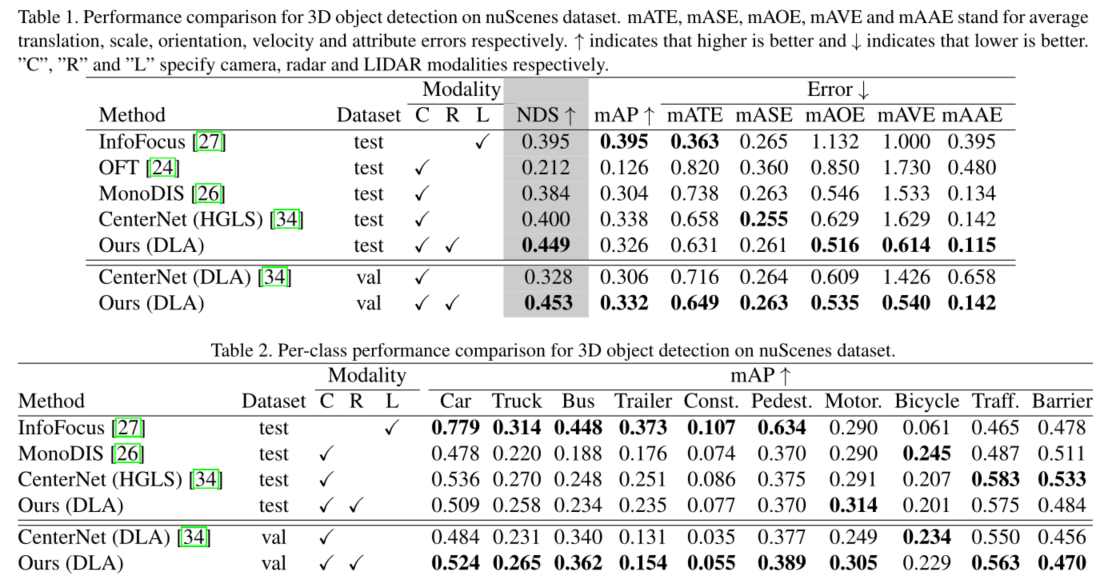 Table 1. Performance comparison for 3D object detection on nuScenes dataset. mATE, mASE, mAOE, mAVE and mAAE stand for average
translation, scale, orientation, velocity and attribute errors respectively. ↑ indicates that higher is better and ↓ indicates that lower is better.
”C”, ”R” and ”L” specify camera, radar and LIDAR modalities respectively.
Modality Error ↓
Method Dataset C R L NDS ↑ mAP ↑ mATE mASE mAOE mAVE mAAE
InfoFocus [27] test ✓ 0.395 0.395 0.363 0.265 1.132 1.000 0.395
OFT [24] test ✓ 0.212 0.126 0.820 0.360 0.850 1.730 0.480
MonoDIS [26] test ✓ 0.384 0.304 0.738 0.263 0.546 1.533 0.134
CenterNet (HGLS) [34] test ✓ 0.400 0.338 0.658 0.255 0.629 1.629 0.142
Ours (DLA) test ✓ ✓ 0.449 0.326 0.631 0.261 0.516 0.614 0.115
CenterNet (DLA) [34] val ✓ 0.328 0.306 0.716 0.264 0.609 1.426 0.658
Ours (DLA) val ✓ ✓ 0.453 0.332 0.649 0.263 0.535 0.540 0.142
Table 2. Per-class performance comparison for 3D object detection on nuScenes dataset.
Modality mAP ↑
Method Dataset C R L Car Truck Bus Trailer Const. Pedest. Motor. Bicycle Traff. Barrier
InfoFocus [27] test ✓ 0.779 0.314 0.448 0.373 0.107 0.634 0.290 0.061 0.465 0.478
MonoDIS [26] test ✓ 0.478 0.220 0.188 0.176 0.074 0.370 0.290 0.245 0.487 0.511
CenterNet (HGLS) [34] test ✓ 0.536 0.270 0.248 0.251 0.086 0.375 0.291 0.207 0.583 0.533
Ours (DLA) test ✓ ✓ 0.509 0.258 0.234 0.235 0.077 0.370 0.314 0.201 0.575 0.484
CenterNet (DLA) [34] val ✓ 0.484 0.231 0.340 0.131 0.035 0.377 0.249 0.234 0.550 0.456
Ours (DLA) val ✓ ✓ 0.524 0.265 0.362 0.154 0.055 0.389 0.305 0.229 0.563 0.470